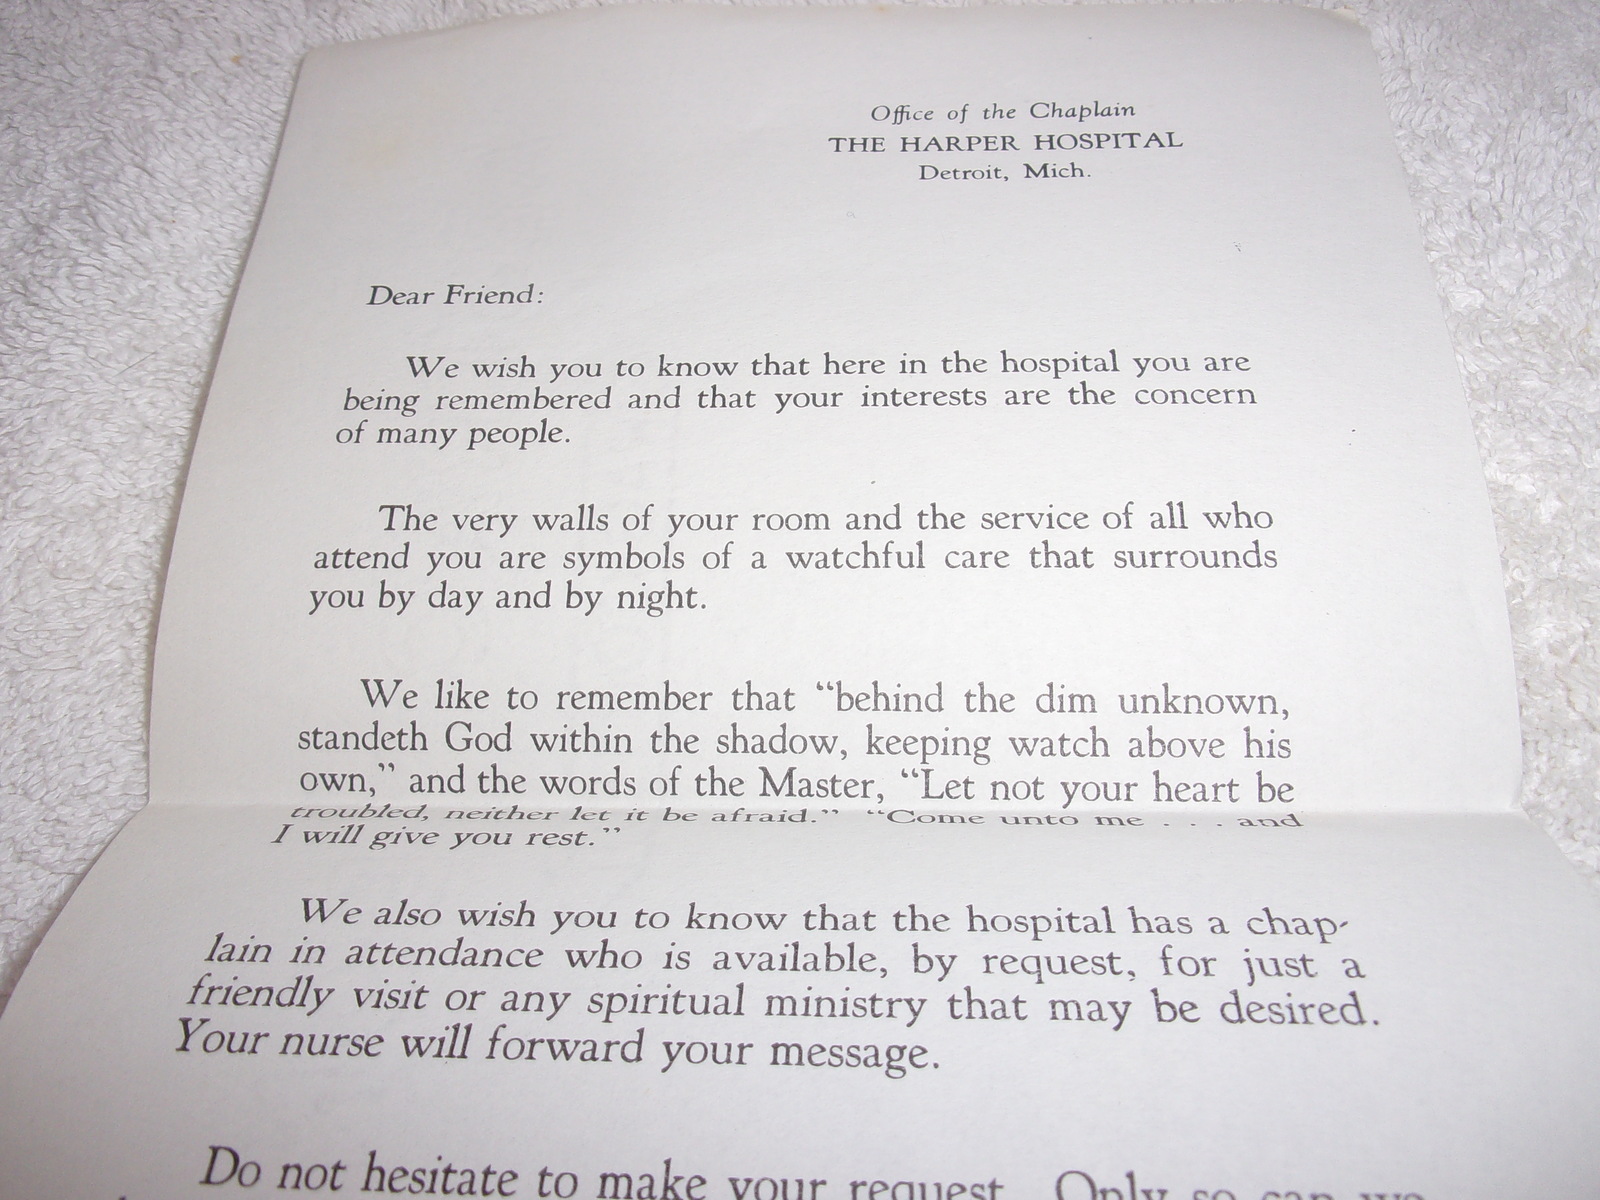 Office of the Chaplain
THE HARPER HOSPITAL
Detroit, Mich.
Dear Friend:
We wish you to know that here in the hospital you are
being remembered and that your interests are the concern
of many people.
The very walls of your room and the service of all who
attend you are symbols of a watchful care that surrounds
you by day and by night.
We like to remember that “behind the dim unknown,
standeth God within the shadow, keeping watch above his
own,” and the words of the Master, “Let not your heart be
troubled, neither let it be afraid.” “Come unto me . . . and
I will give you rest.”
We also wish you to know that the hospital has a chap-
lain in attendance who is available, by request, for just a
friendly visit or any spiritual ministry that may be desired.
Your nurse will forward your message.
Do not hesitate to make your request. Only so can we